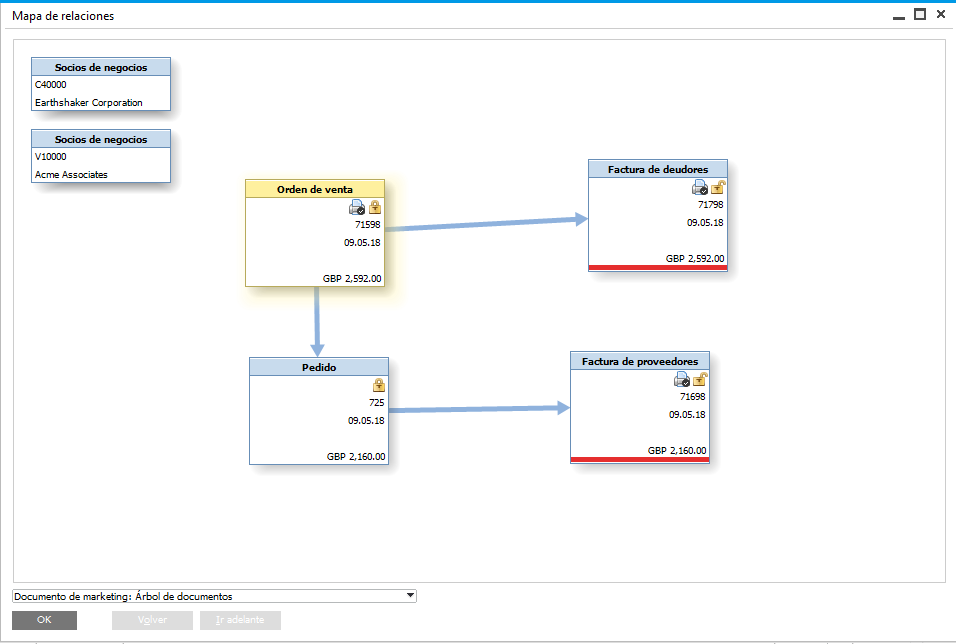 Mapa de relaciones
Socios de negocios
C40000
Earthshaker Corporation
Socios de negocios
V10000
Acme Associates
Orden de venta
71598
09.05.18
GBP 2,592.00
Factura de deudores
71798
09.05.18
GBP 2,592.00
Pedido
725
09.05.18
GBP 2,160.00
Factura de proveedores
71698
09.05.18
GBP 2,160.00
Documento de marketing: Árbol de documentos
OK
Volver
Ir adelante